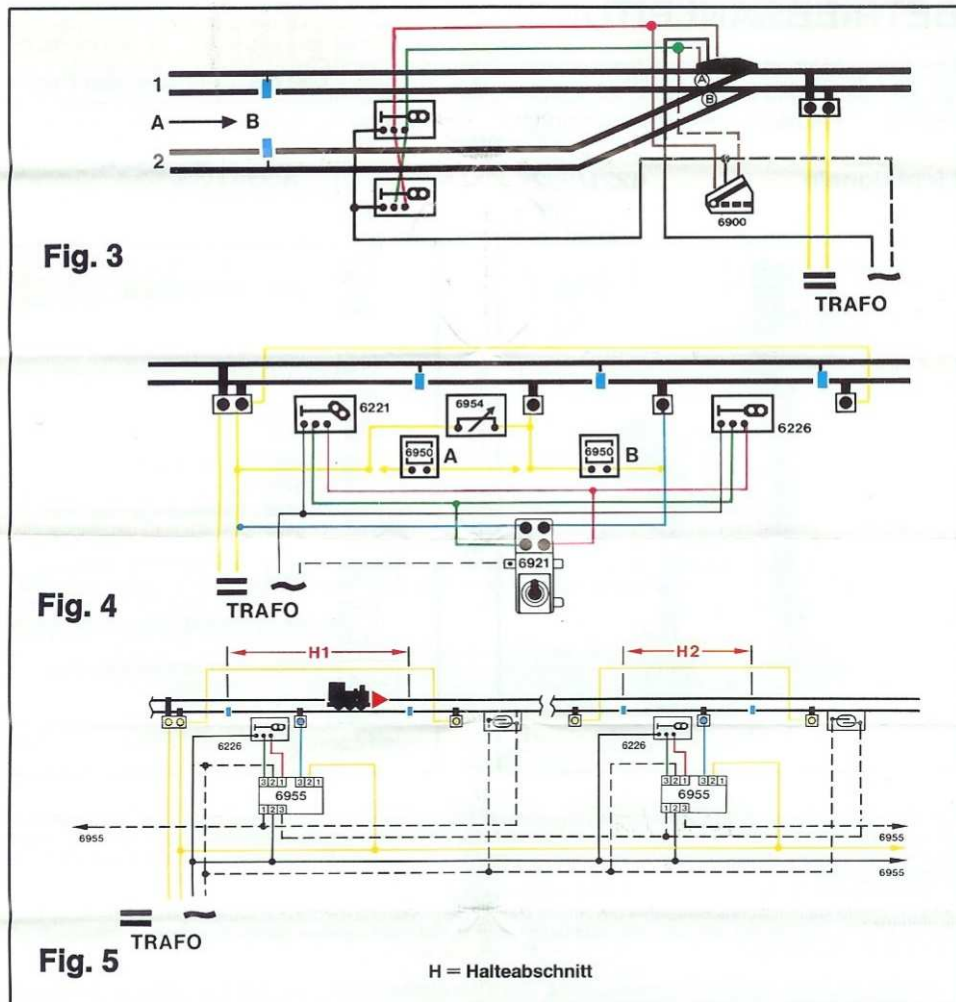 1
A B
2
A
B
6900
Fig. 3
TRAFO
6221
6954
6226
6950 A
6950 B
6921
Fig. 4
TRAFO
H1
H2
6226
6226
3 2 1 3 2 1
6955
1 2 3
3 2 1 3 2 1
6955
1 2 3
6955
6955
6955
TRAFO
Fig. 5
H = Halteabschnitt